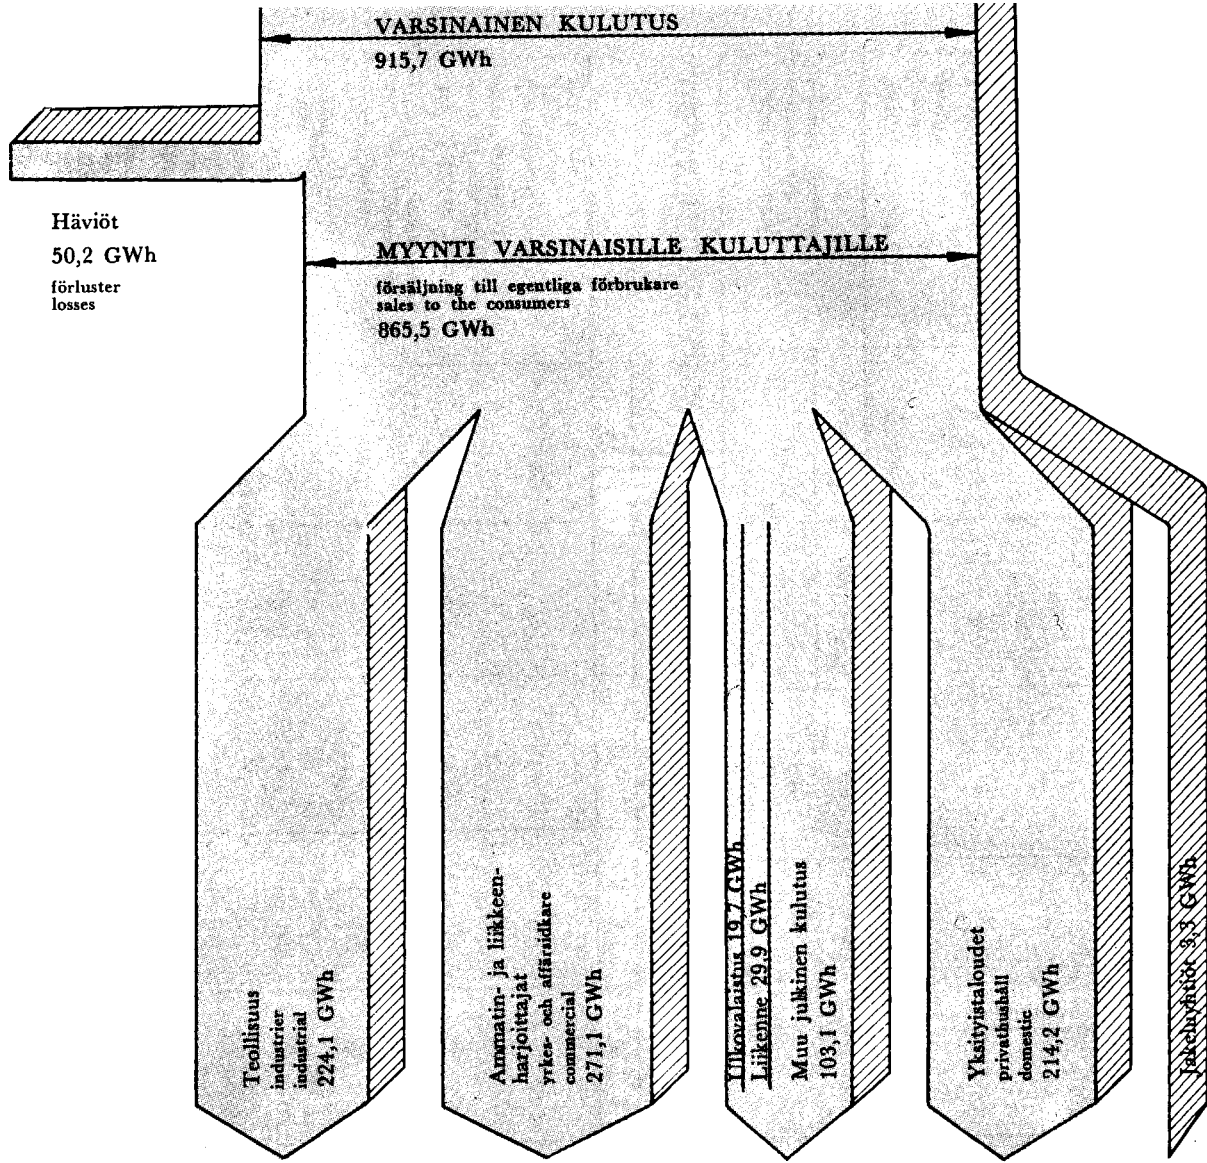 VARSINAINEN KULUTUS
915,7 GWh
Häviöt
50,2 GWh
förluster
losses
MYYNTI VARSINAISILLE KULUTTAJILLE
försäljning till egentliga förbrukare
sales to the consumers
865,5 GWh
Teollisuus
industrier
industrial
224,1 GWh
Ammatin- ja liikkeen-
harjoittajat
yrkes- och affärsidkare
commercial
271,1 GWh
Ulkovalaistus 19,7 GWh
Liikenne 29,9 GWh
Muu julkinen kulutus
103,1 GWh
Yksityistaloudet
privathushåll
domestic
214,2 GWh
Jakeluyhtiöt 3,3 GWh